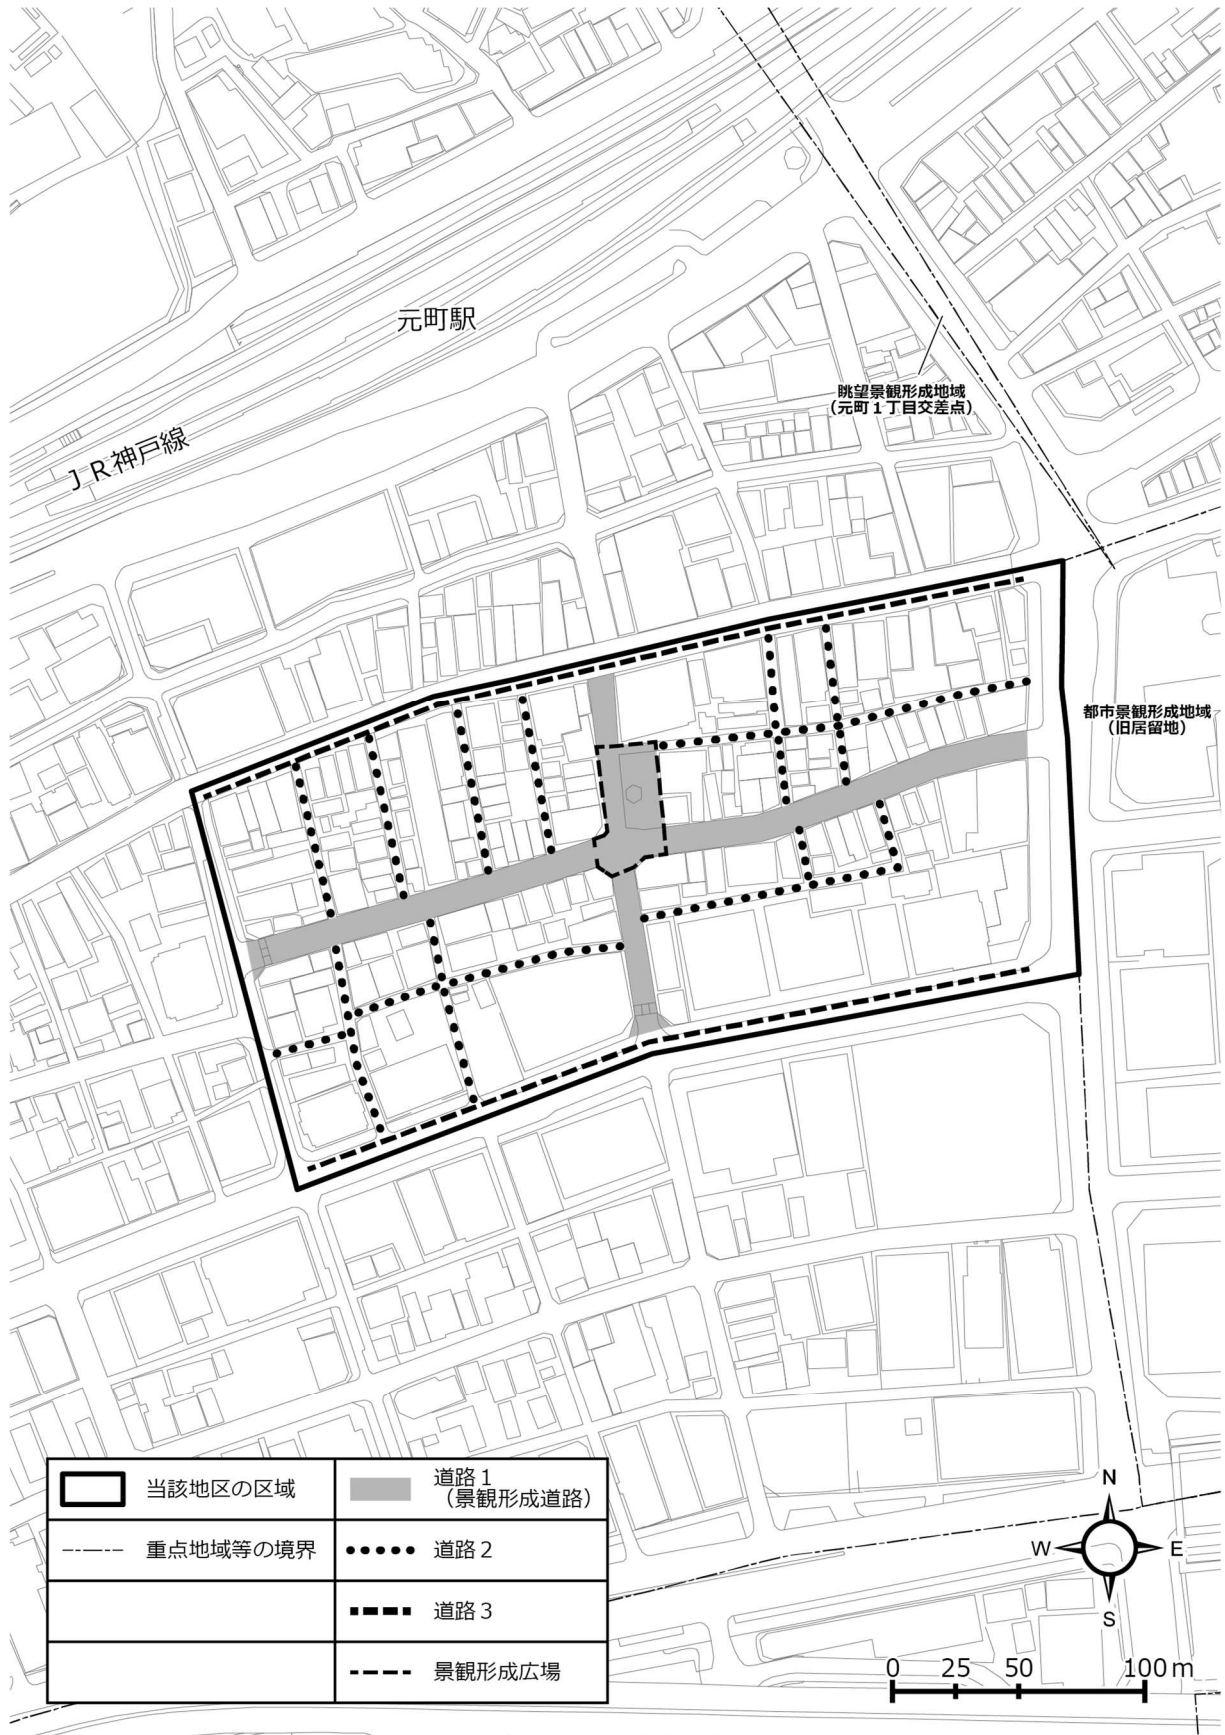 元町駅
眺望景観形成地域
(元町1丁目交差点)
JR神戸線
都市景観形成地域
(旧居留地)
当該地区の区域
道路1
(景観形成道路)
重点地域等の境界
道路2
道路3
景観形成広場
N
W
E
S
0 25 50 100m